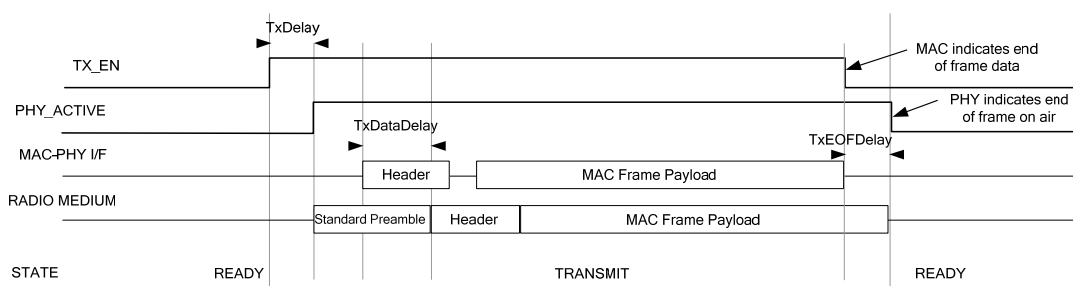 TxDelay
TX_EN
MAC indicates end
of frame data
PHY_ACTIVE
PHY indicates end
of frame on air
TxDataDelay
TxEOFDelay
MAC-PHY I/F
Header
MAC Frame Payload
RADIO MEDIUM
Standard Preamble
Header
MAC Frame Payload
STATE
READY
TRANSMIT
READY